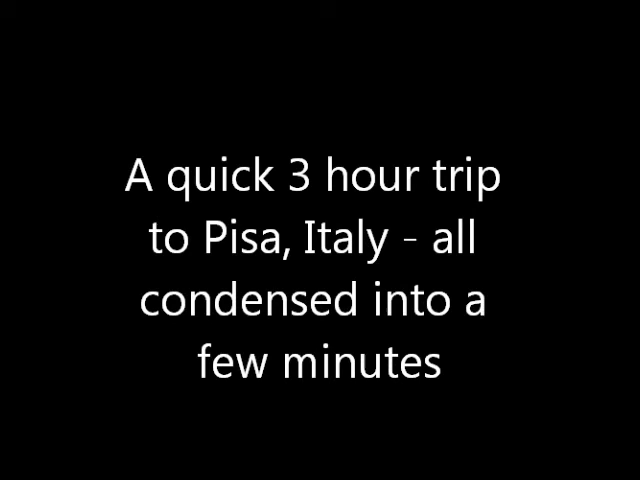 A quick 3 hour trip
to Pisa, Italy - all
condensed into a
few minutes